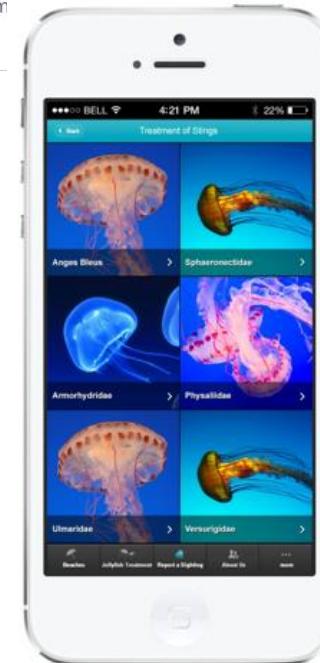 m
BELL 4:21 PM 22%
Start Treatment of Stings
Anges Bleus Sphaeronectidae
Armorhydridae Physaliidae
Ulmaridae Versurigidae
Beaches Jellyfish Treatment Report a Sighting About Us more